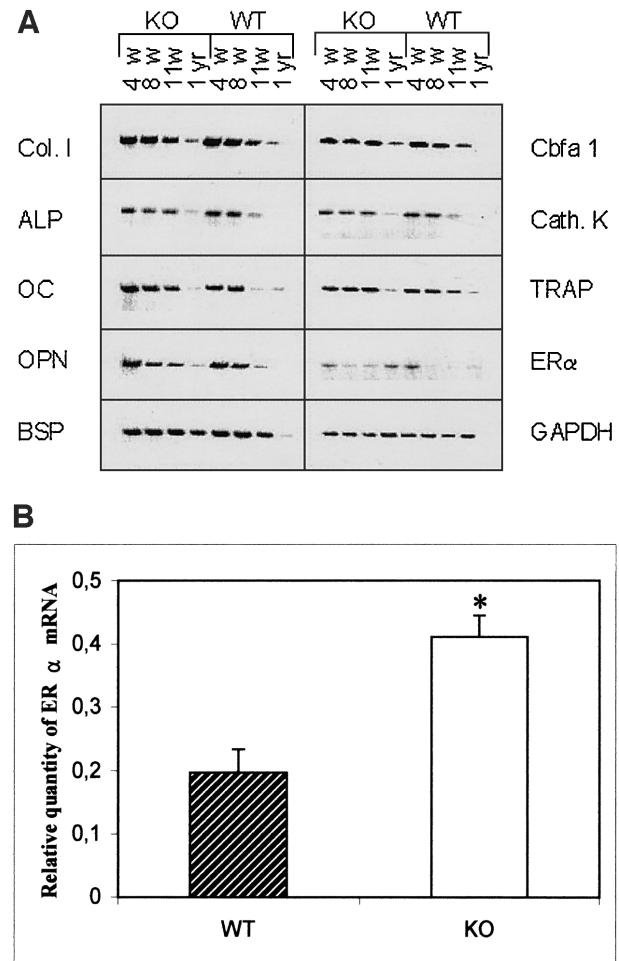 A
KO WT KO WT
4 w 8 w 11w 1 yr 4 w 8 w 11w 1 yr 4 w 8 w 11w 1 yr 4 w 8 w 11w 1 yr
Col. I Cbfa 1
ALP Cath. K
OC TRAP
OPN ERα
BSP GAPDH
B
Relative quantity of ER α mRNA
0,5
*
0,4
0,3
0,2
0,1
0
WT KO